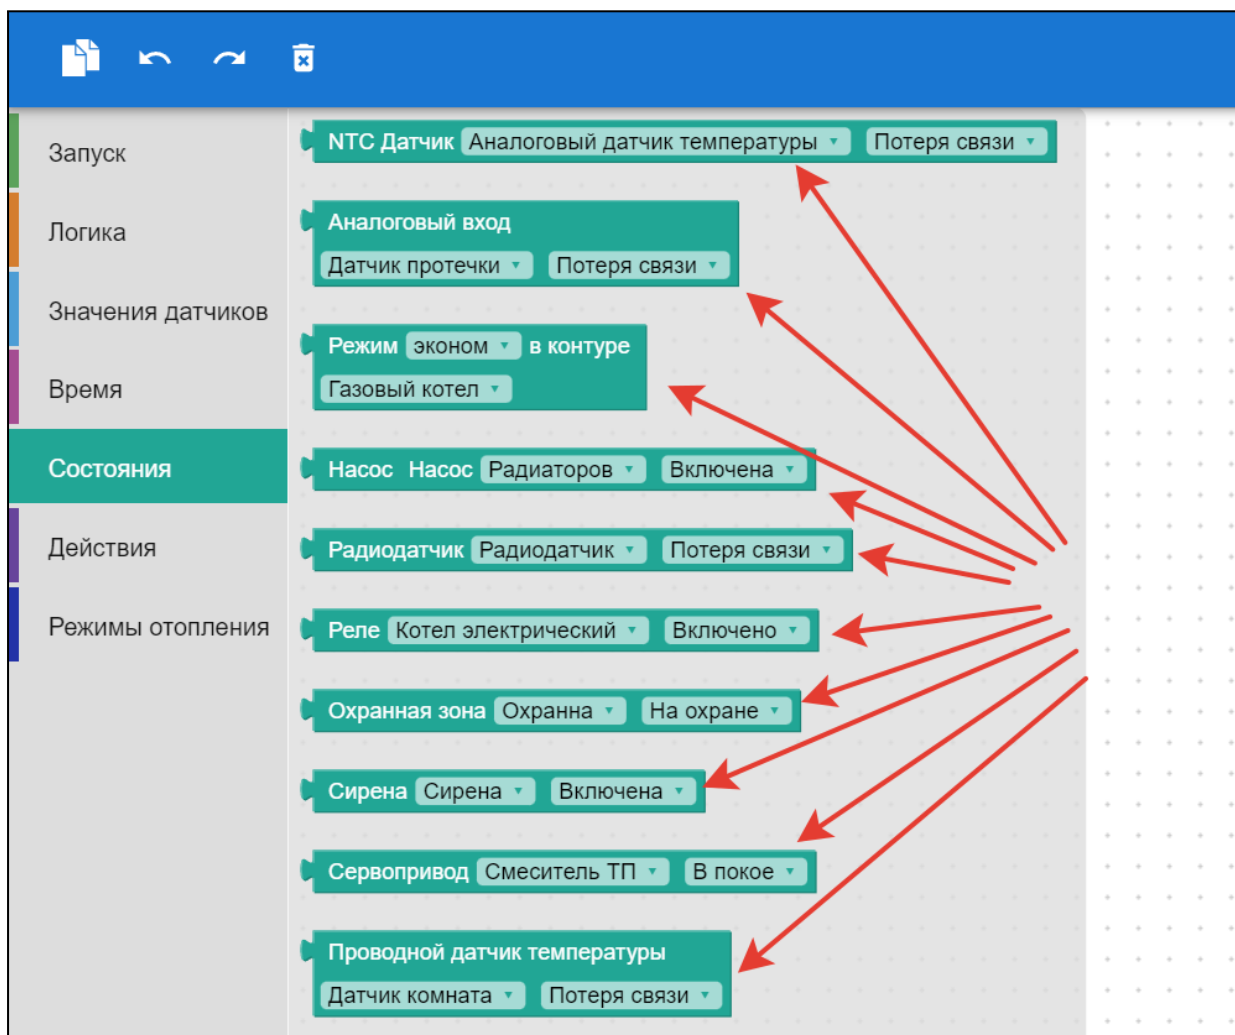 Запуск
Логика
Значения датчиков
Время
Состояния
Действия
Режимы отопления
NTC Датчик Аналоговый датчик температуры Потеря связи
Аналоговый вход
Датчик протечки Потеря связи
Режим эконом в контуре
Газовый котел
Насос Насос Радиаторов Включена
Радиодатчик Радиодатчик Потеря связи
Реле Котел электрический Включено
Охранная зона Охранна На охране
Сирена Сирена Включена
Сервопривод Смеситель ТП В покое
Проводной датчик температуры
Датчик комната Потеря связи